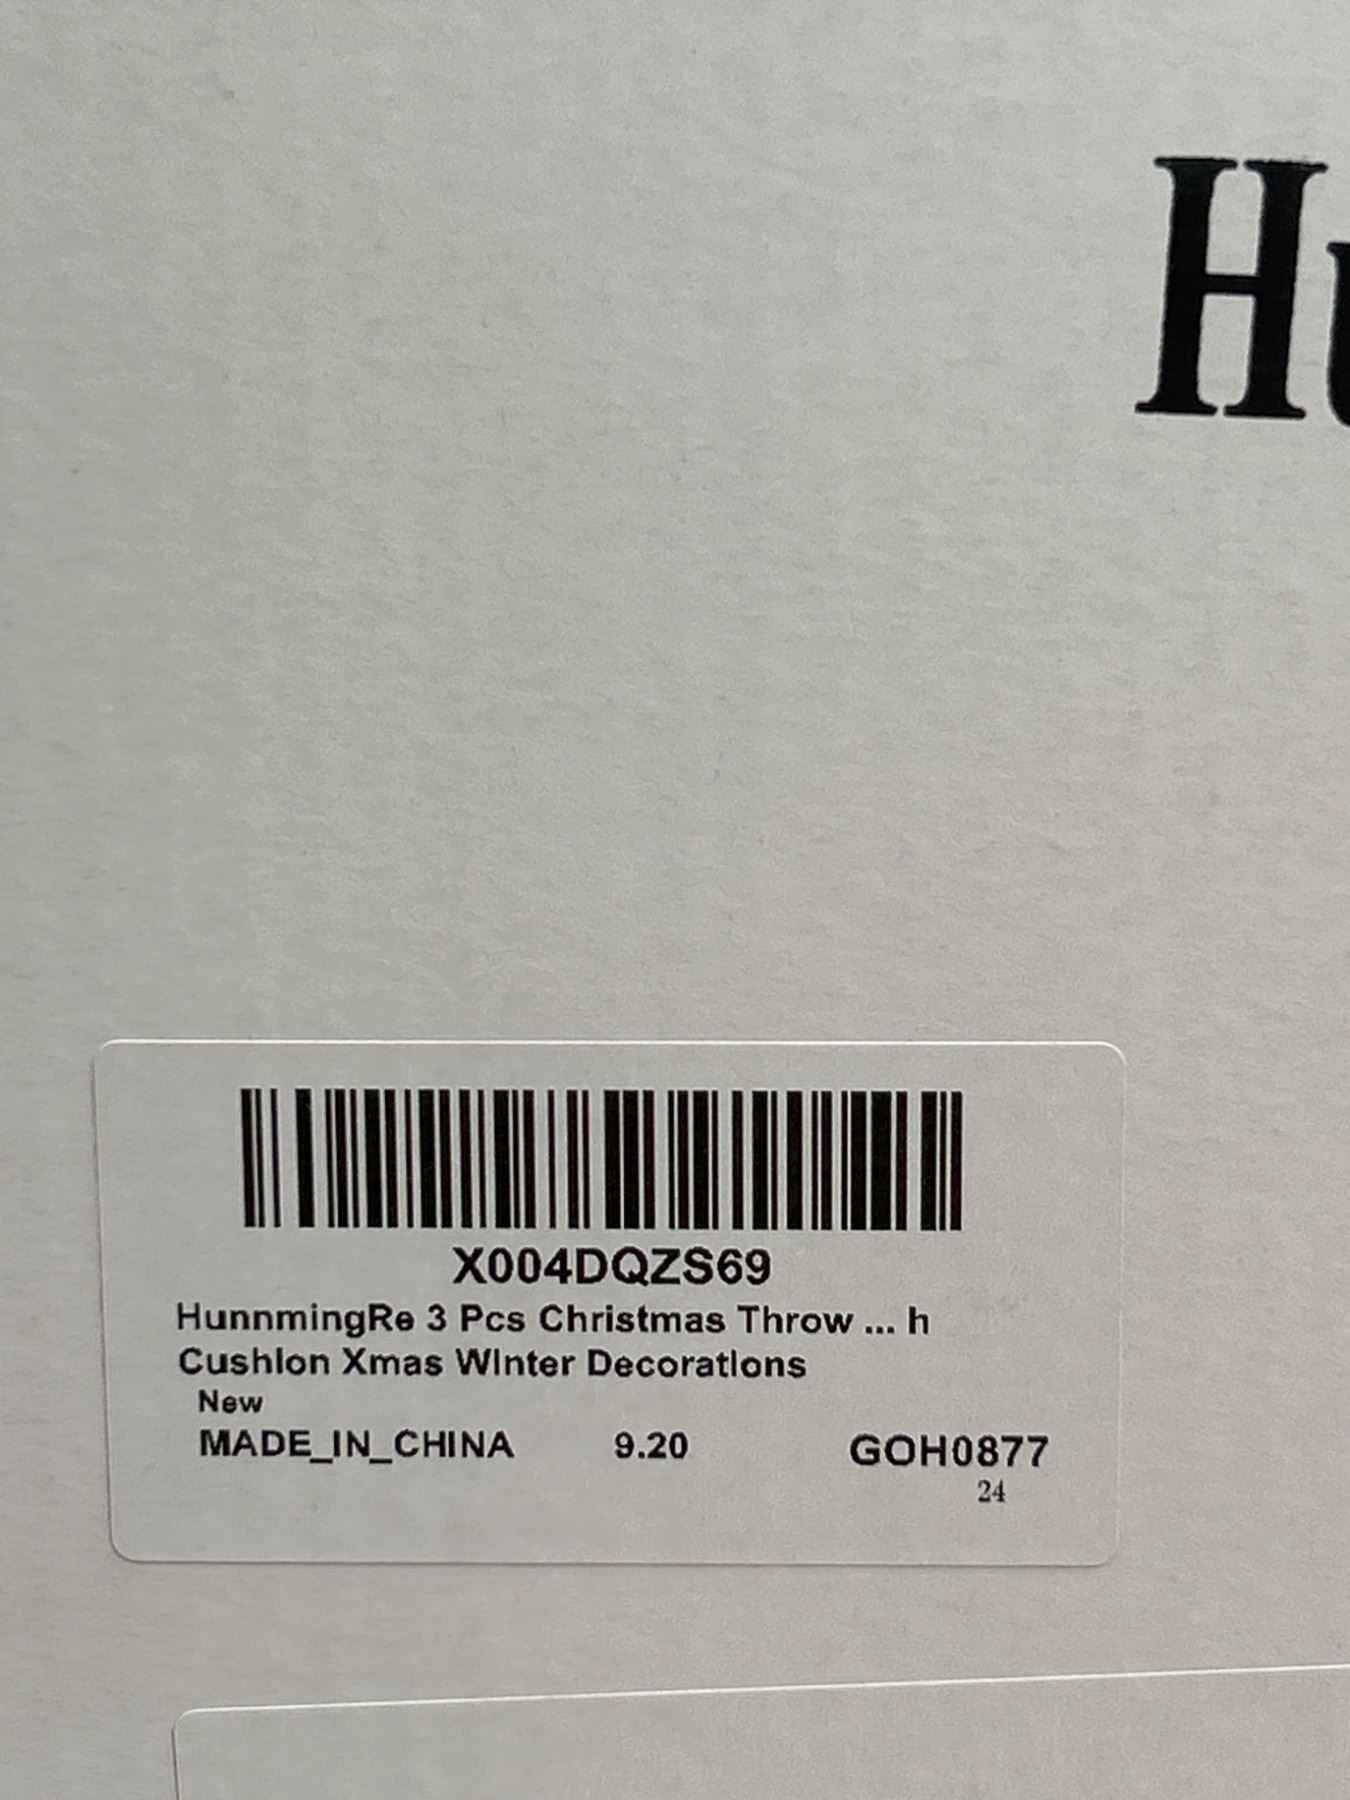 Hu
X004DQZS69
HunnmingRe 3 Pcs Christmas Throw ... h
Cushion Xmas Winter Decorations
New
MADE_IN_CHINA 9.20 GOH0877
24